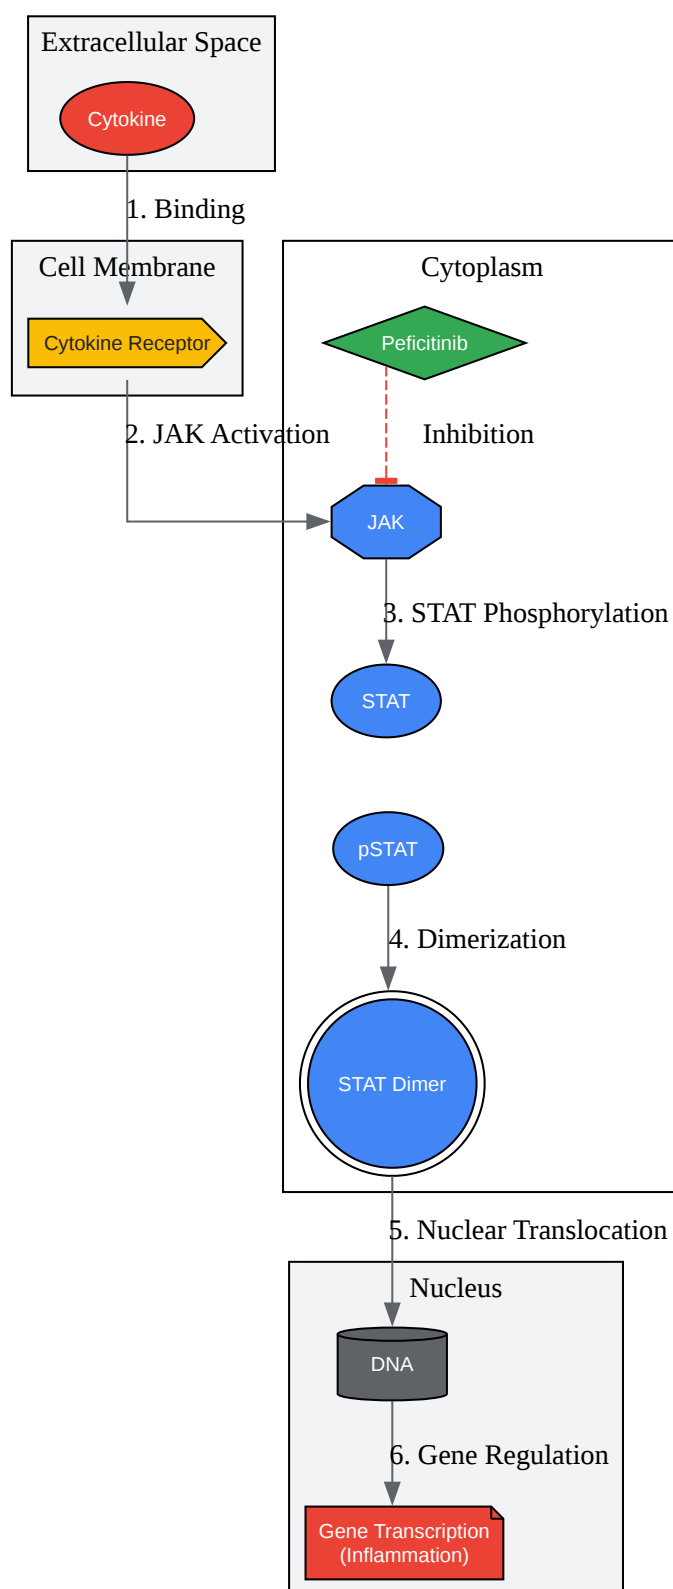 Extracellular Space
Cytokine
1. Binding
Cell Membrane
Cytokine Receptor
Cytoplasm
Peficitinib
2. JAK Activation
Inhibition
JAK
3. STAT Phosphorylation
STAT
pSTAT
4. Dimerization
STAT Dimer
5. Nuclear Translocation
Nucleus
DNA
6. Gene Regulation
Gene Transcription
(Inflammation)